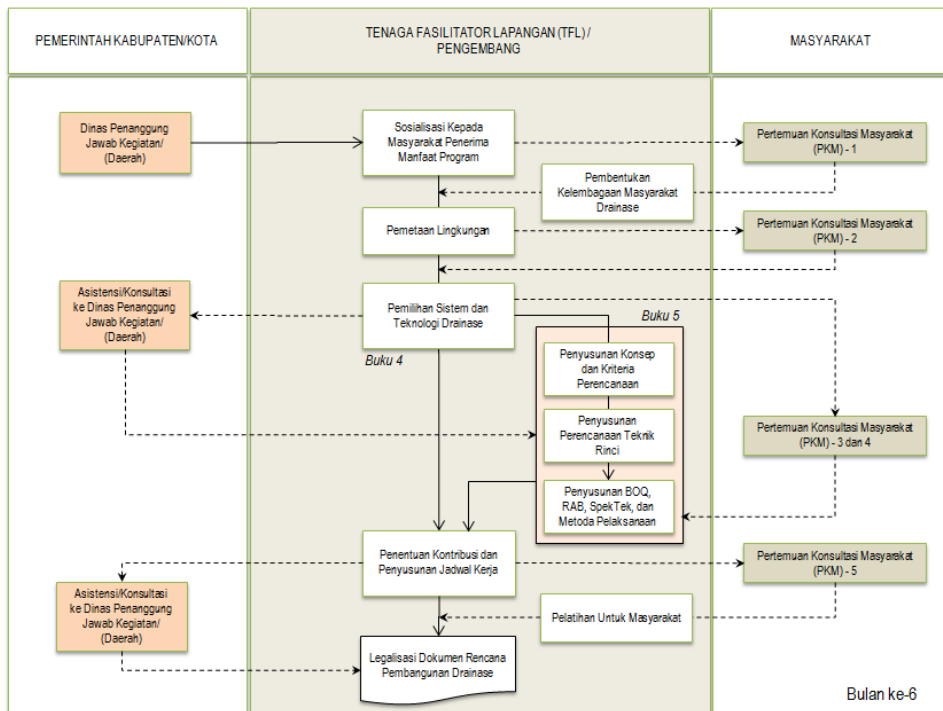 PEMERINTAH KABUPATEN/KOTA
TENAGA FASILITATOR LAPANGAN (TFL) /
PENGEMBANG
MASYARAKAT
Dinas Penanggung
Jawab Kegiatan/
(Daerah)
Sosialisasi Kepada
Masyarakat Penerima
Manfaat Program
Pertemuan Konsultasi Masyarakat
(PKM) - 1
Pembentukan
Kelembagaan Masyarakat
Drainase
Pemetaan Lingkungan
Pertemuan Konsultasi Masyarakat
(PKM) - 2
Asistensi/Konsultasi
ke Dinas Penanggung
Jawab Kegiatan/
(Daerah)
Pemilihan Sistem dan
Teknologi Drainase
Buku 5
Buku 4
Penyusunan Konsep
dan Kriteria
Perencanaan
Penyusunan
Perencanaan Teknik
Rinci
Pertemuan Konsultasi Masyarakat
(PKM) - 3 dan 4
Penyusunan BOQ,
RAB, SpekTek, dan
Metoda Pelaksanaan
Penentuan Kontribusi dan
Penyusunan Jadwal Kerja
Pertemuan Konsultasi Masyarakat
(PKM) - 5
Asistensi/Konsultasi
ke Dinas Penanggung
Jawab Kegiatan/
(Daerah)
Pelatihan Untuk Masyarakat
Legalisasi Dokumen Rencana
Pembangunan Drainase
Bulan ke-6